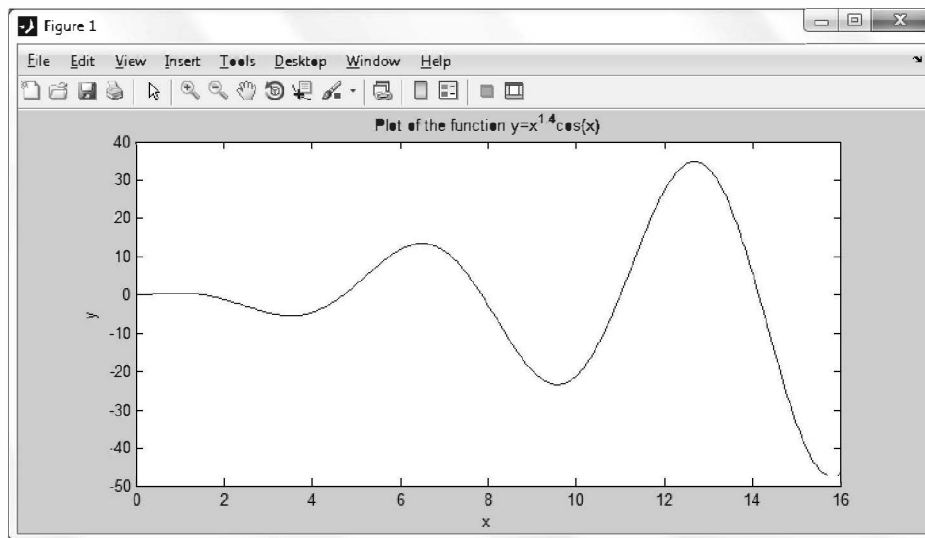 Figure 1
File Edit View Insert Tools Desktop Window Help
Plot of the function y=x^1.4cos(x)
40
30
20
10
0
-10
-20
-30
-40
-50
y
0 2 4 6 8 10 12 14 16
x